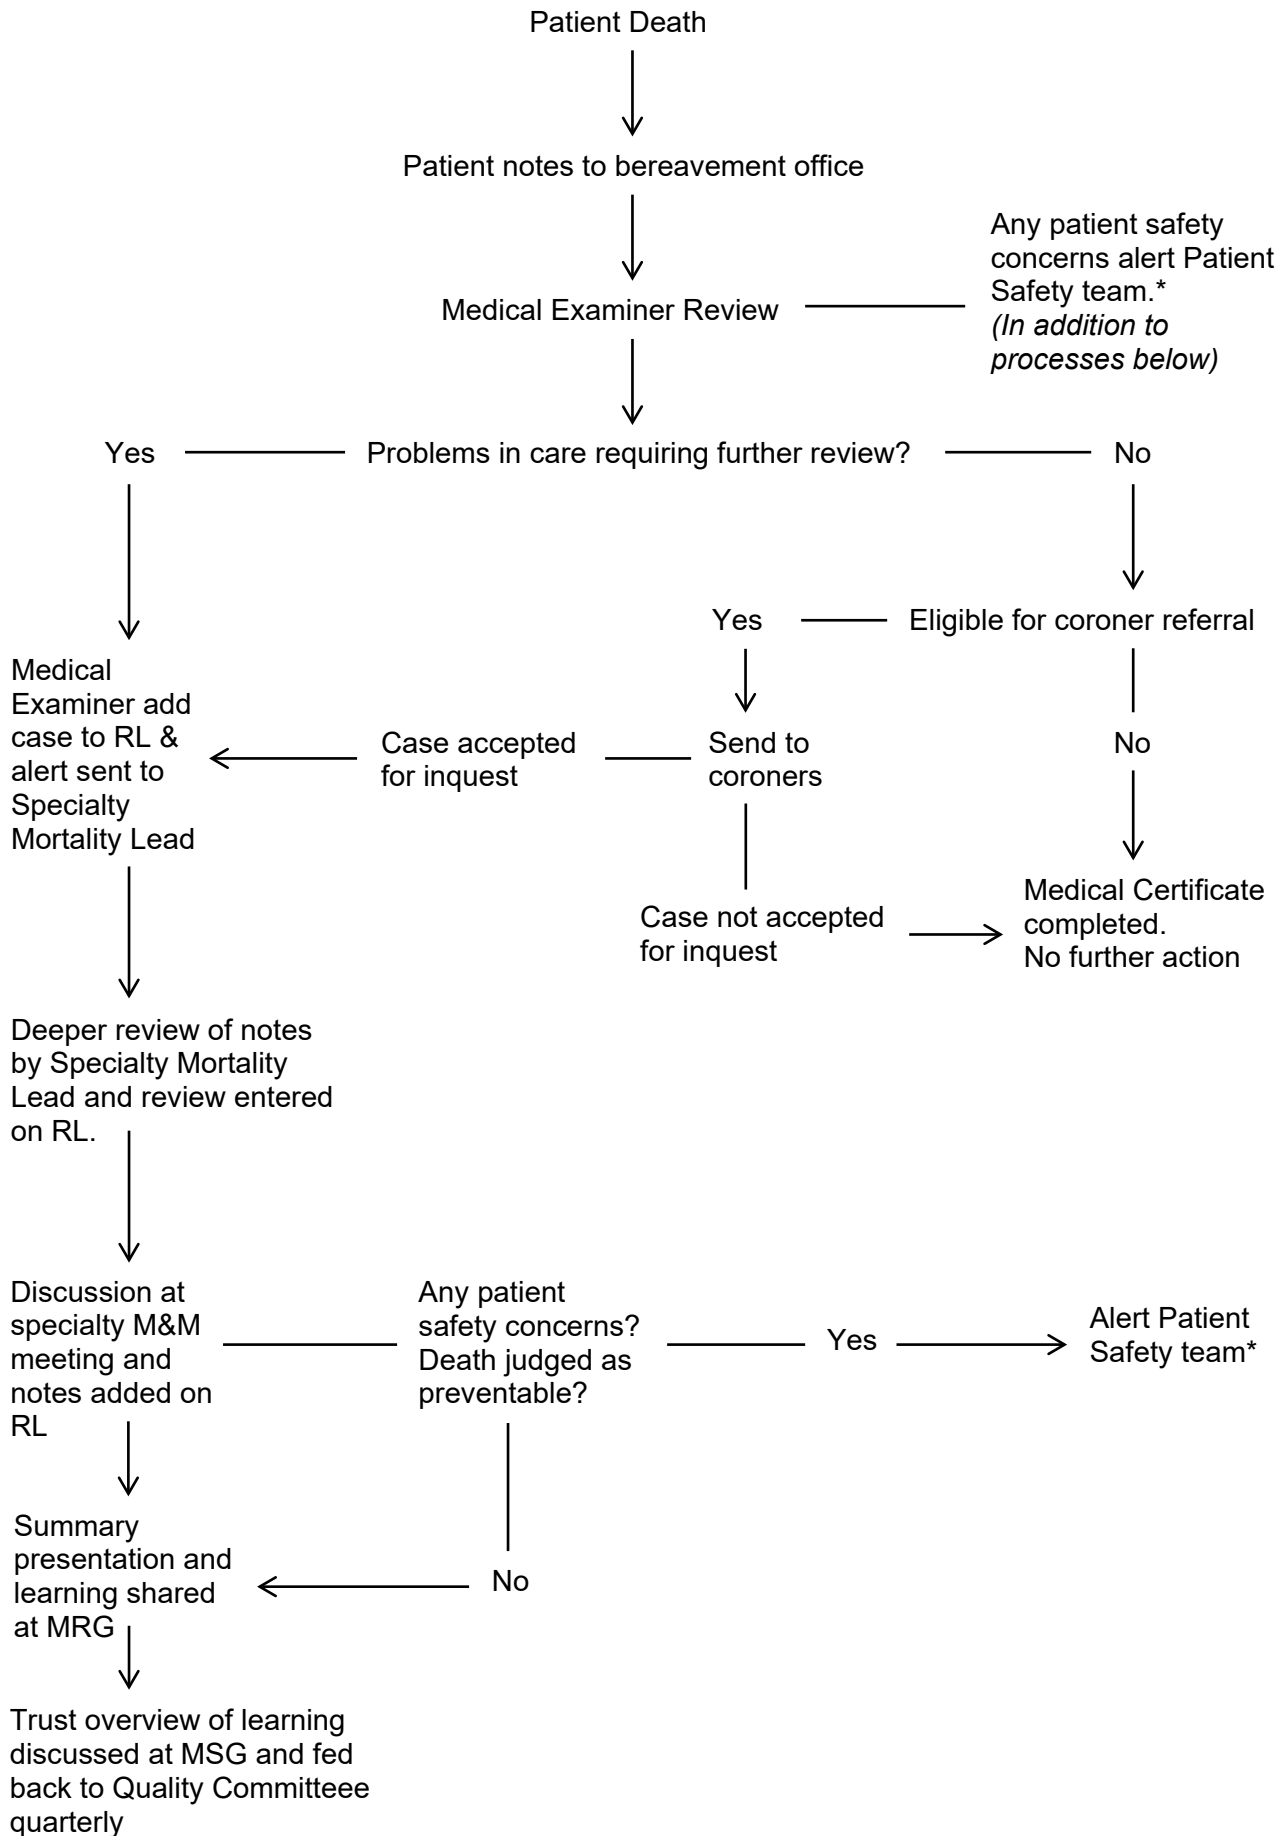 Patient Death
Patient notes to bereavement office
Any patient safety
concerns alert Patient
Safety team.*
(In addition to
processes below)
Medical Examiner Review
Yes
Problems in care requiring further review?
No
Yes
Eligible for coroner referral
Medical
Examiner add
case to RL &
alert sent to
Specialty
Mortality Lead
Case accepted
for inquest
Send to
coroners
No
Case not accepted
for inquest
Medical Certificate
completed.
No further action
Deeper review of notes
by Specialty Mortality
Lead and review entered
on RL.
Discussion at
specialty M&M
meeting and
notes added on
RL
Any patient
safety concerns?
Death judged as
preventable?
Yes
Alert Patient
Safety team*
Summary
presentation and
learning shared
at MRG
No
Trust overview of learning
discussed at MSG and fed
back to Quality Committeee
quarterly